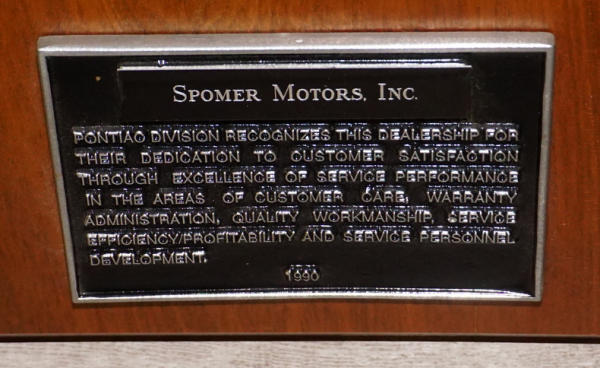 SPOMER MOTORS, INC.
PONTIAC DIVISION RECOGNIZES THIS DEALERSHIP FOR
THEIR DEDICATION TO CUSTOMER SATISFACTION
THROUGH EXCELLENCE OF SERVICE PERFORMANCE
IN THE AREAS OF CUSTOMER CARE, WARRANTY
ADMINISTRATION, QUALITY WORKMANSHIP, SERVICE
EFFICIENCY/PROFITABILITY AND SERVICE PERSONNEL
DEVELOPMENT.
1990